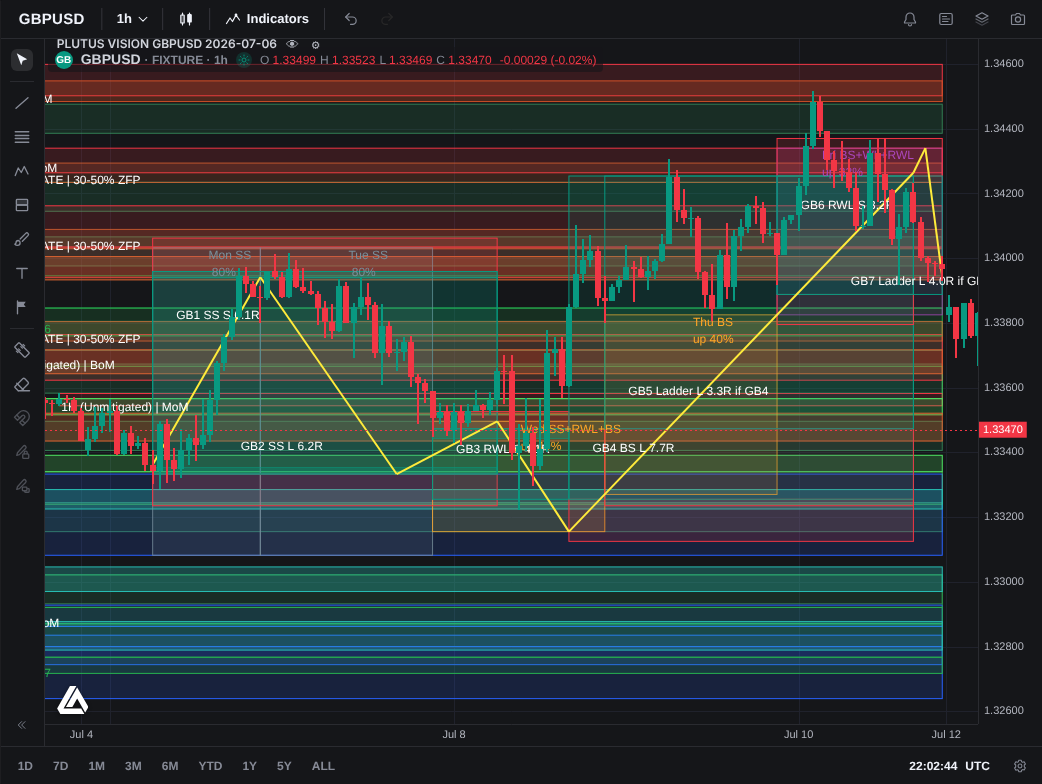 GBPUSD 1h Indicators
PLUTUS VISION GBPUSD 2026-07-06
GB GBPUSD · FIXTURE · 1h O 1.33499 H 1.33523 L 1.33469 C 1.33470 -0.00029 (-0.02%)
1.34600
1.34400
1.34200
1.34000
1.33800
1.33600
1.33470
1.33400
1.33200
1.33000
1.32800
1.32600
ATE | 30-50% ZFP
ATE | 30-50% ZFP
Mon SS
80%
Tue SS
80%
GB6 RWL S 3.2R
GB7 Ladder L 4.0R if GB
GB1 SS S
Thu BS
up 40%
ATE | 30-50% ZFP
igated) | BoM
GB5 Ladder L 3.3R if GB4
| MoM
GB2 SS L 6.2R
GB3 RWL
GB4 BS L 7.7R
oM
Jul 4
Jul 8
Jul 10
Jul 12
1D 7D 1M 3M 6M YTD 1Y 5Y ALL
22:02:44 UTC